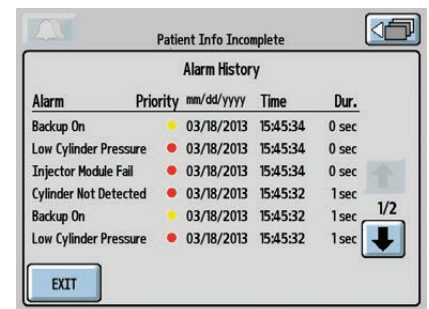 Patient Info Incomplete
Alarm History
Alarm Priority mm/dd/yyyy Time Dur.
Backup On 03/18/2013 15:45:34 0 sec
Low Cylinder Pressure 03/18/2013 15:45:34 0 sec
Injector Module Fail 03/18/2013 15:45:34 0 sec
Cylinder Not Detected 03/18/2013 15:45:32 1 sec
Backup On 03/18/2013 15:45:32 1 sec
1/2
Low Cylinder Pressure 03/18/2013 15:45:32 1 sec
EXIT